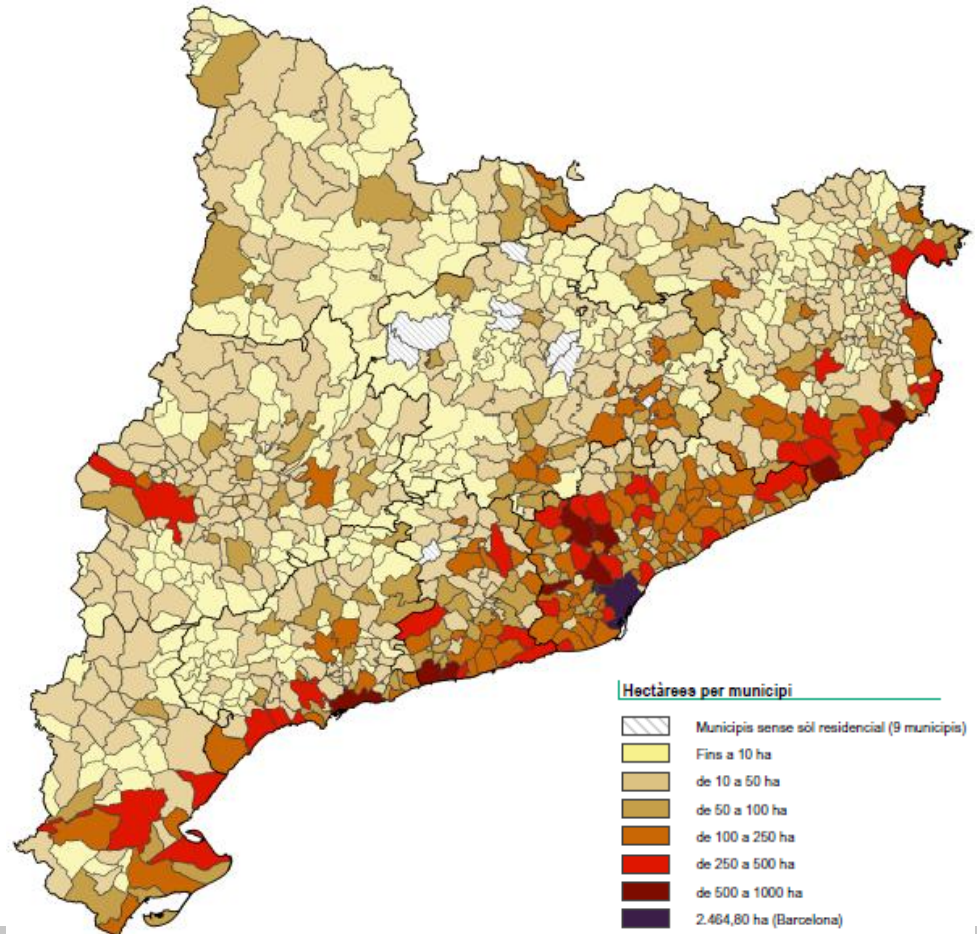 Hectàrees per municipi
Municipis sense sòl residencial (9 municipis)
Fins a 10 ha
de 10 a 50 ha
de 50 a 100 ha
de 100 a 250 ha
de 250 a 500 ha
de 500 a 1000 ha
2.464,80 ha (Barcelona)